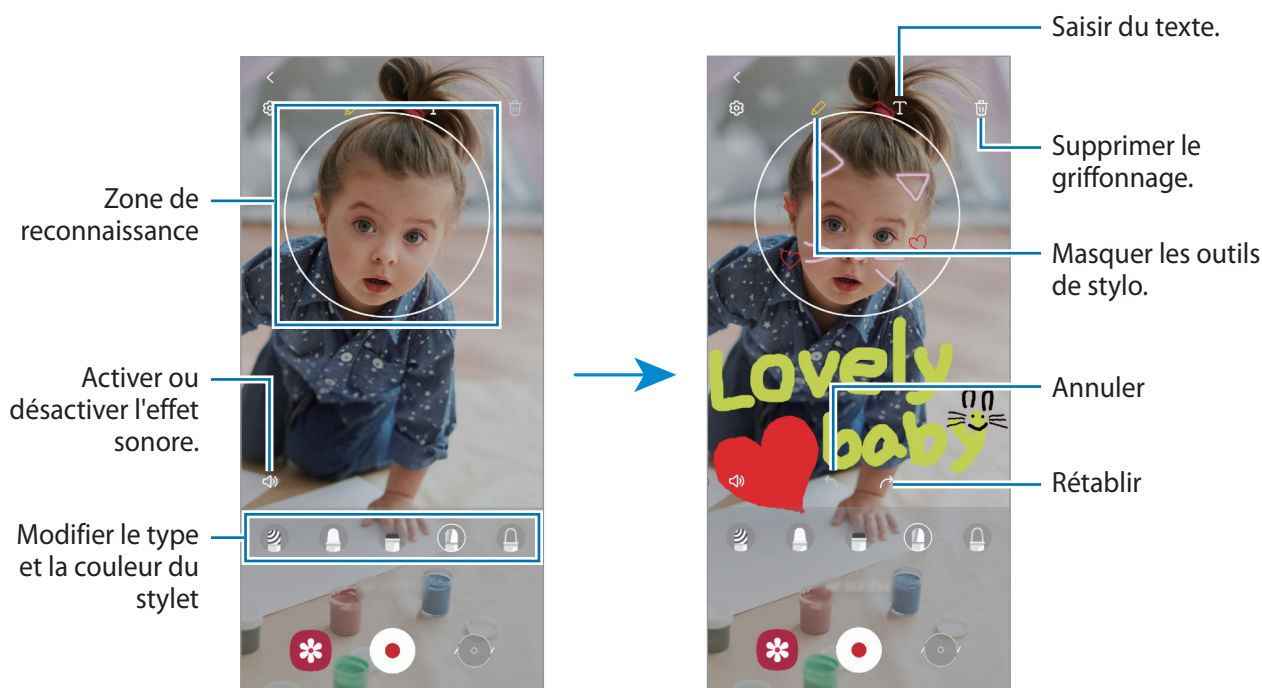 Saisir du texte.
Supprimer le
griffonnage.
Zone de
reconnaissance
Masquer les outils
de stylo.
Activer ou
désactiver l'effet
sonore.
Annuler
Rétablir
Modifier le type
et la couleur du
stylet
T
T
Lovely
baby